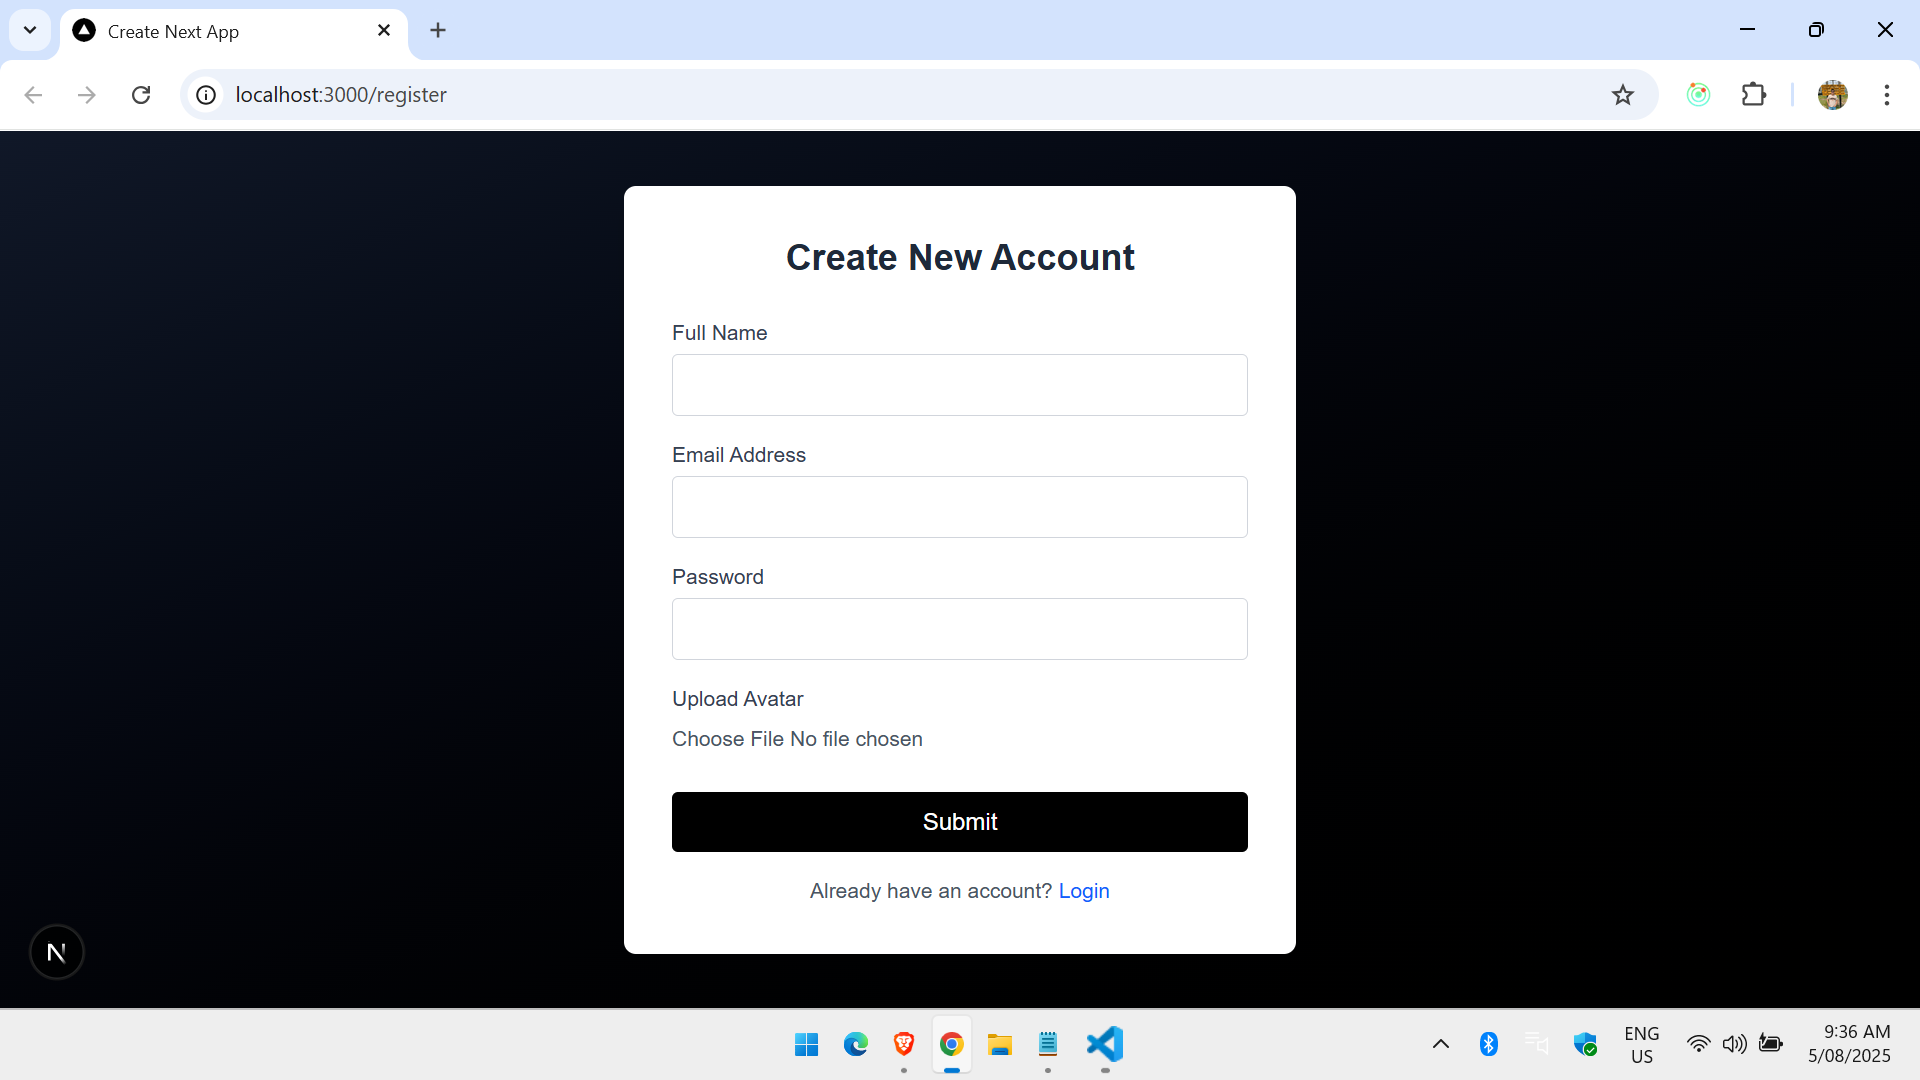 Create Next App
localhost:3000/register
Create New Account
Full Name
Email Address
Password
Upload Avatar
Choose File No file chosen
Submit
Already have an account? Login
N
ENG
US
9:36 AM
5/08/2025